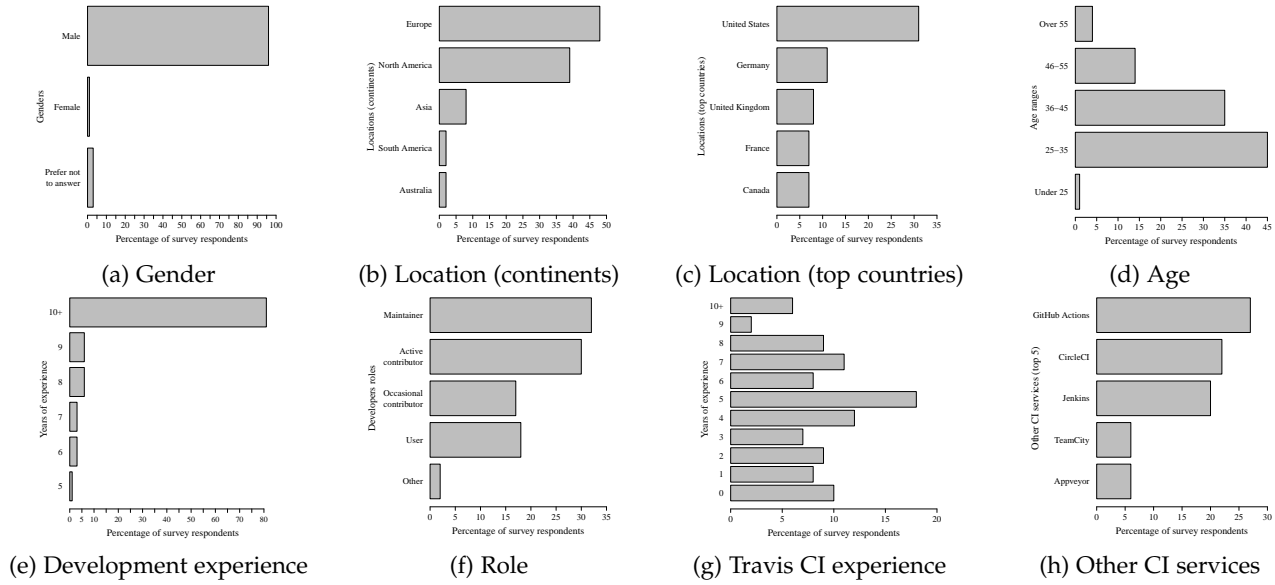 Male
Female
Prefer not
to answer
Genders
0 5 10 20 30 40 50 60 70 80 90 100
Percentage of survey respondents
(a) Gender
Europe
North America
Asia
South America
Australia
Locations (continents)
0 5 10 15 20 25 30 35 40 45 50
Percentage of survey respondents
(b) Location (continents)
United States
Germany
United Kingdom
France
Canada
Locations (top countries)
0 5 10 15 20 25 30 35
Percentage of survey respondents
(c) Location (top countries)
Over 55
46−55
36−45
25−35
Under 25
Age ranges
0 5 10 15 20 25 30 35 40 45
Percentage of survey respondents
(d) Age
10+
9
8
7
6
5
Years of experience
0 5 10 20 30 40 50 60 70 80
Percentage of survey respondents
(e) Development experience
Maintainer
Active
contributor
Occasional
contributor
User
Other
Developers roles
0 5 10 15 20 25 30 35
Percentage of survey respondents
(f) Role
10+
9
8
7
6
5
4
3
2
1
0
Years of experience
0 5 10 15 20
Percentage of survey respondents
(g) Travis CI experience
GitHub Actions
CircleCI
Jenkins
TeamCity
Appveyor
Other CI services (top 5)
0 5 10 15 20 25 30
Percentage of survey respondents
(h) Other CI services